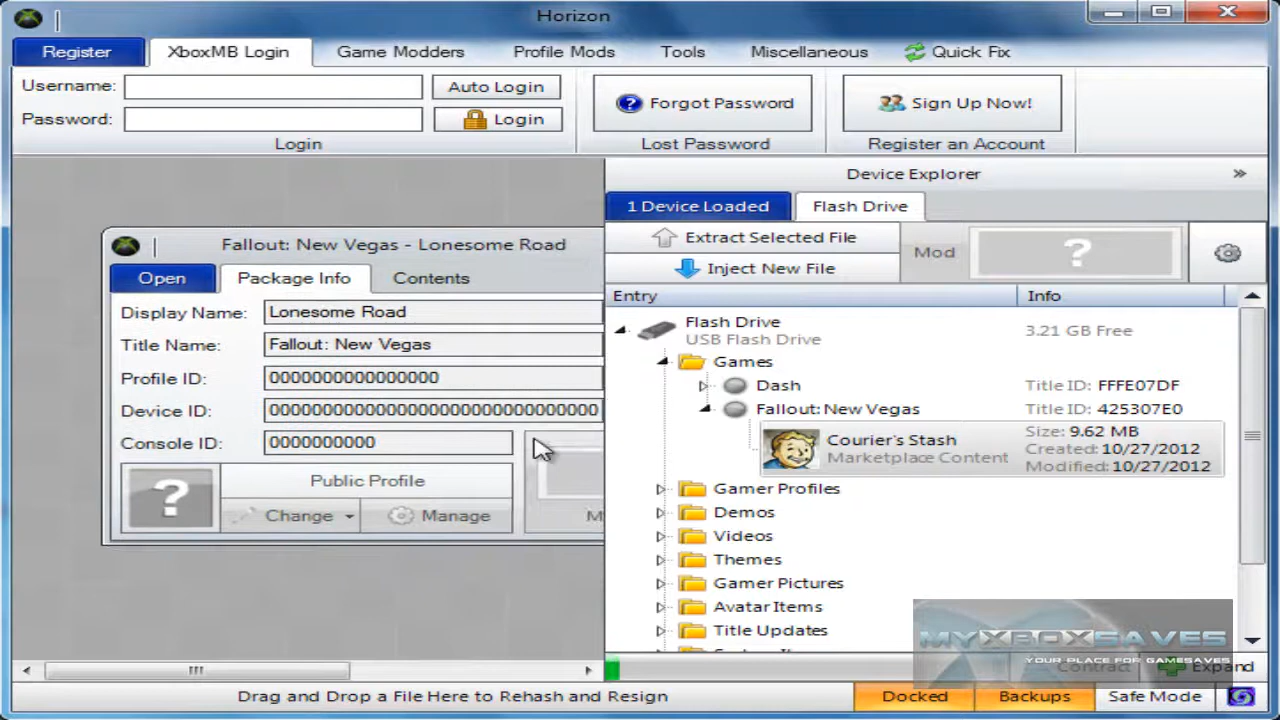 Horizon
Register XboxMB Login Game Modders Profile Mods Tools Miscellaneous Quick Fix
Username: Auto Login
Password: Login
Forgot Password Sign Up Now!
Login Lost Password Register an Account
Device Explorer
1 Device Loaded Flash Drive
Extract Selected File
Inject New File
Mod ?
Entry Info
Flash Drive 3.21 GB Free
USB Flash Drive
Games
Dash Title ID: FFFE07DF
Fallout: New Vegas Title ID: 425307E0
Courier's Stash Size: 9.62 MB
Marketplace Content Created: 10/27/2012
Modified: 10/27/2012
Gamer Profiles
Demos
Videos
Themes
Gamer Pictures
Avatar Items
Title Updates
Fallout: New Vegas - Lonesome Road
Open Package Info Contents
Display Name: Lonesome Road
Title Name: Fallout: New Vegas
Profile ID: 0000000000000000
Device ID: 0000000000000000000000000000
Console ID: 0000000000
? Public Profile
Change Manage
MYXBOXSAVES
YOUR PLACE FOR GAMESAVES
Contract Expand
Drag and Drop a File Here to Rehash and Resign Docked Backups Safe Mode